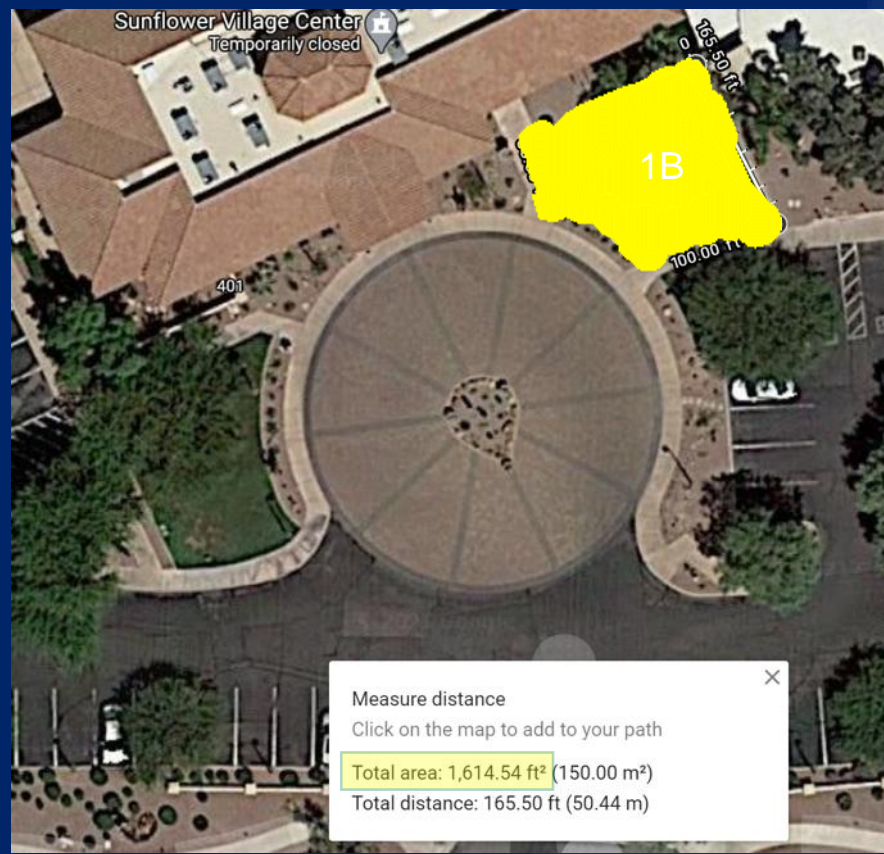 Sunflower Village Center
Temporarily closed
0
165.50 ft
1B
100.00 ft
401
Measure distance
Click on the map to add to your path
Total area: 1,614.54 ft² (150.00 m²)
Total distance: 165.50 ft (50.44 m)